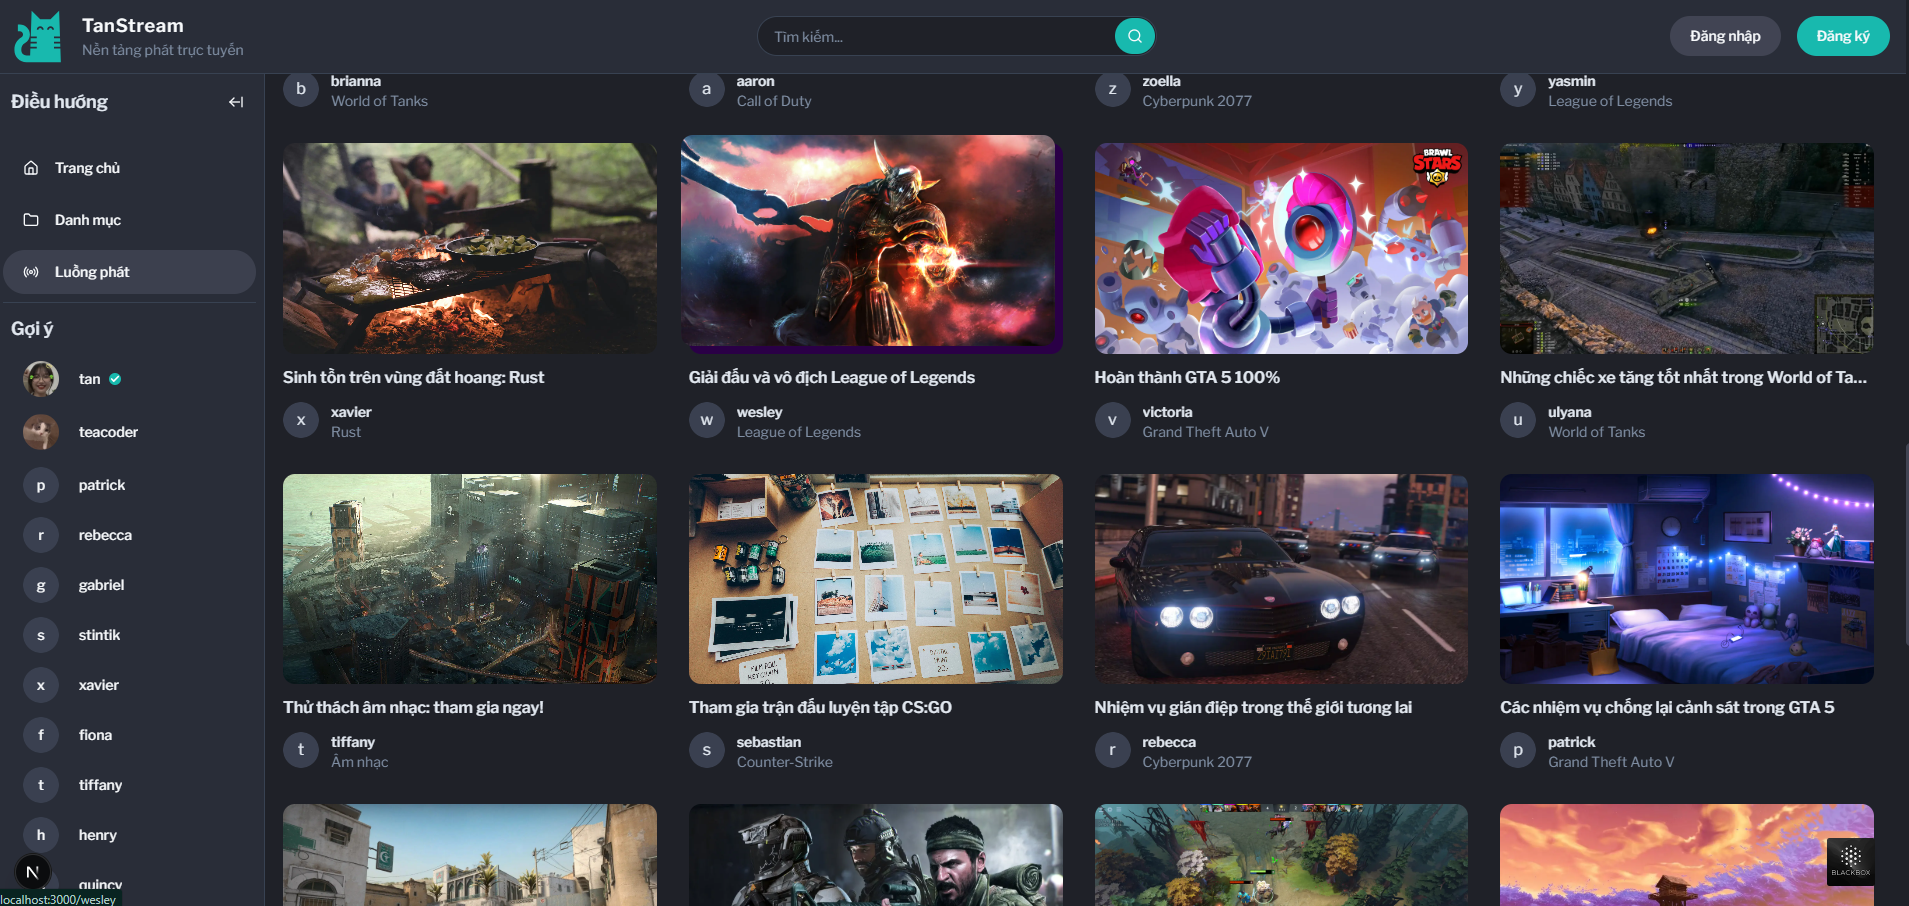 TanStream
Nền tảng phát trực tuyến
Tìm kiếm...
Đăng nhập
Đăng ký
Điều hướng
Trang chủ
Danh mục
Luồng phát
Gợi ý
tan
teacoder
p
patrick
r
rebecca
g
gabriel
s
stintik
x
xavier
f
fiona
t
tiffany
h
henry
quincy
N
localhost:3000/wesley
b
brianna
World of Tanks
a
aaron
Call of Duty
z
zoella
Cyberpunk 2077
y
yasmin
League of Legends
BRAWL
STARS
Sinh tồn trên vùng đất hoang: Rust
x
xavier
Rust
Giải đấu và vô địch League of Legends
w
wesley
League of Legends
Hoàn thành GTA 5 100%
v
victoria
Grand Theft Auto V
Những chiếc xe tăng tốt nhất trong World of Ta...
u
ulyana
World of Tanks
Thử thách âm nhạc: tham gia ngay!
t
tiffany
Âm nhạc
Tham gia trận đấu luyện tập CS:GO
s
sebastian
Counter-Strike
Nhiệm vụ gián điệp trong thế giới tương lai
r
rebecca
Cyberpunk 2077
Các nhiệm vụ chống lại cảnh sát trong GTA 5
p
patrick
Grand Theft Auto V
BLACKBOX